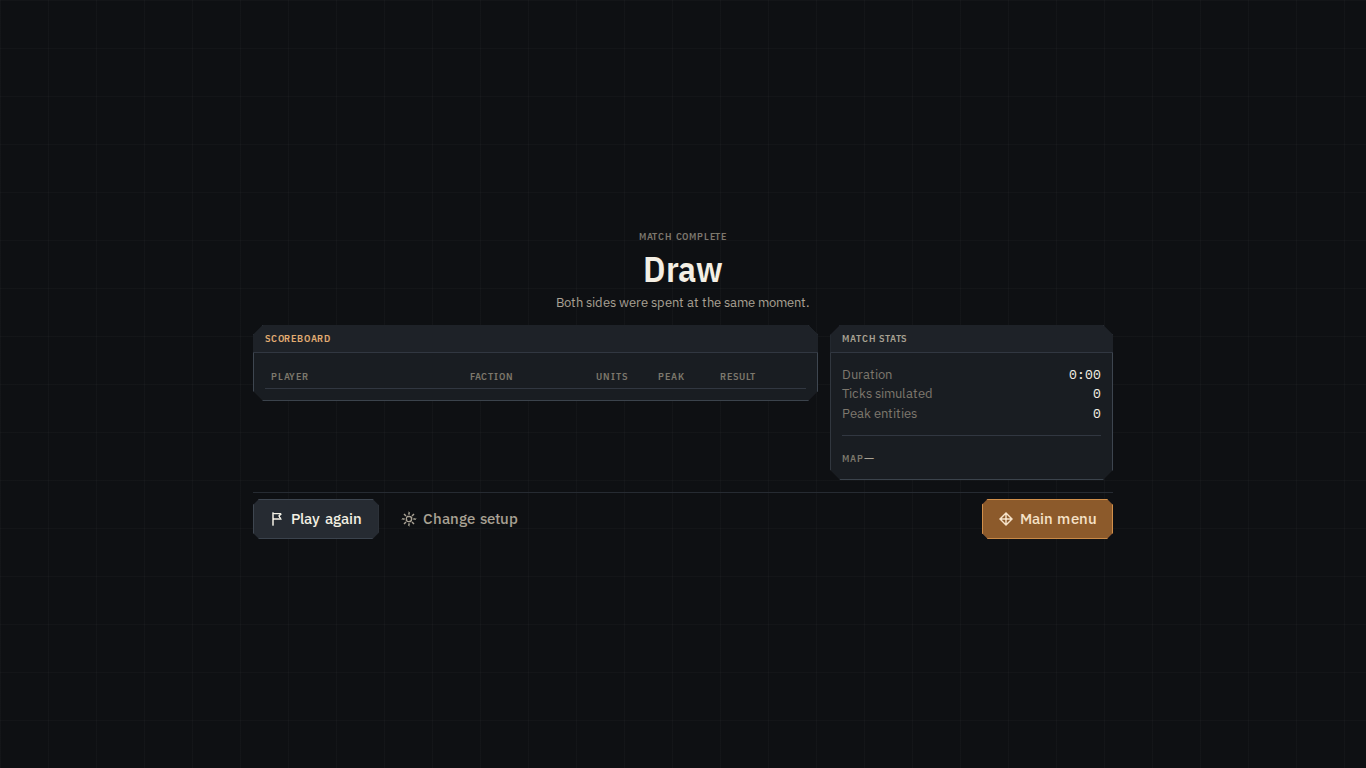 MATCH COMPLETE
Draw
Both sides were spent at the same moment.
SCOREBOARD
PLAYER FACTION UNITS PEAK RESULT
MATCH STATS
Duration 0:00
Ticks simulated 0
Peak entities 0
MAP—
Play again Change setup Main menu